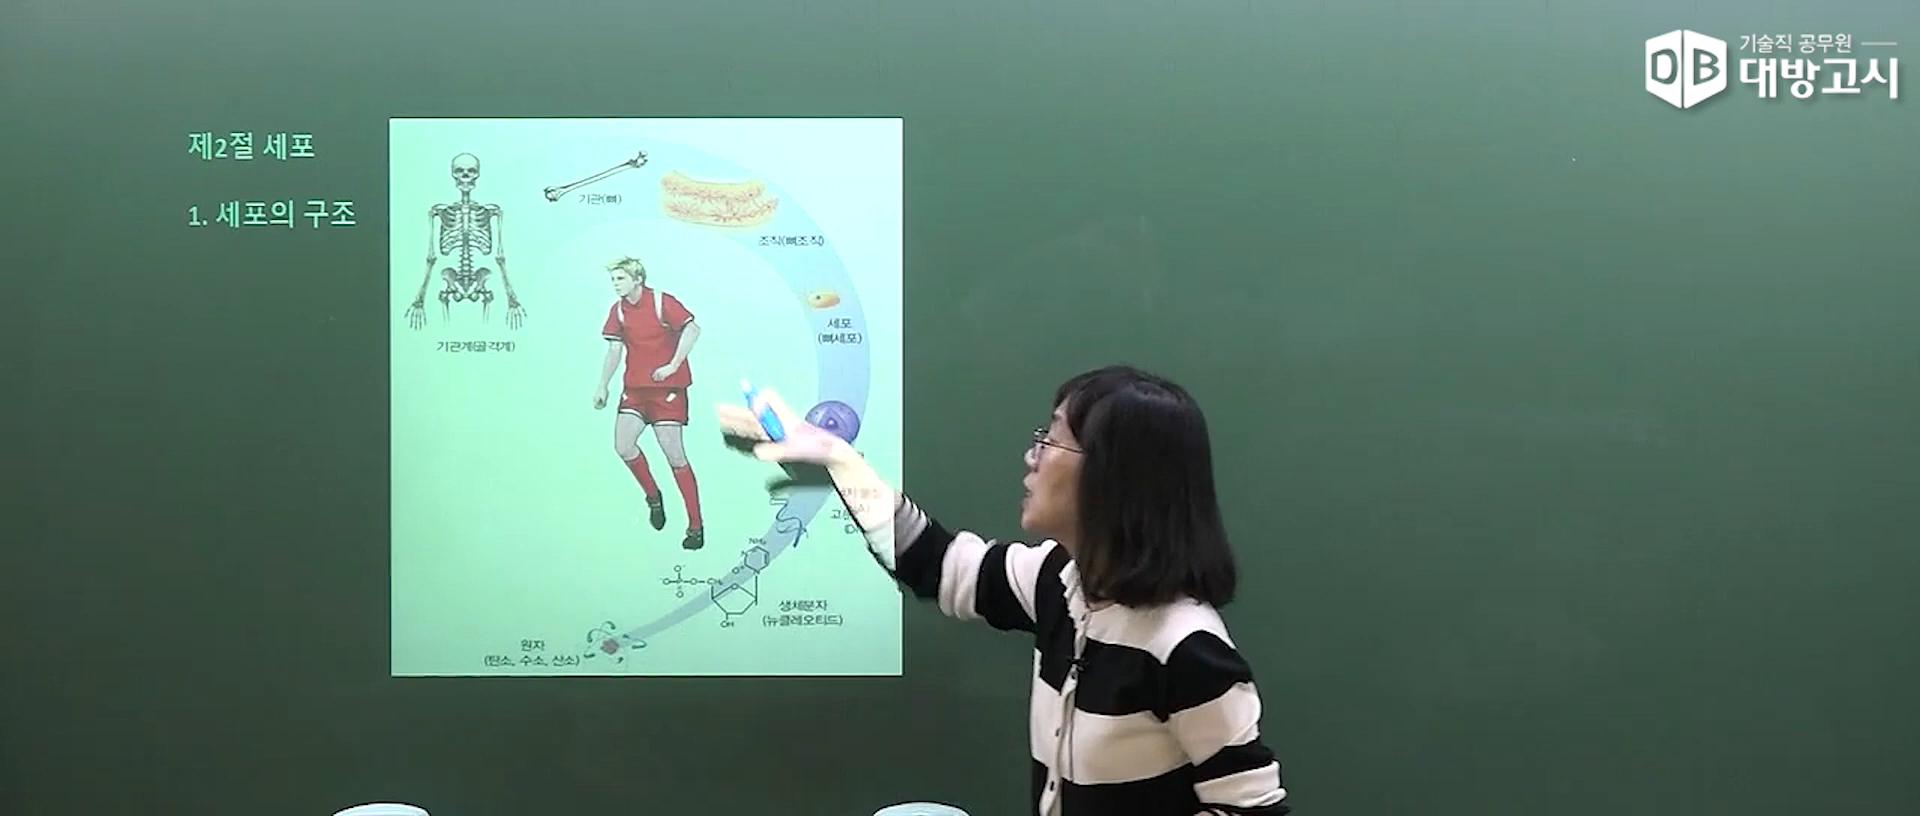 기술직 공무원
대방고시
DB
제2절 세포
1. 세포의 구조
기관(뼈)
조직(뼈조직)
세포
(뼈세포)
기관계(골격계)
NH₂
OH
생체분자
(뉴클레오티드)
원자
(탄소, 수소, 산소)